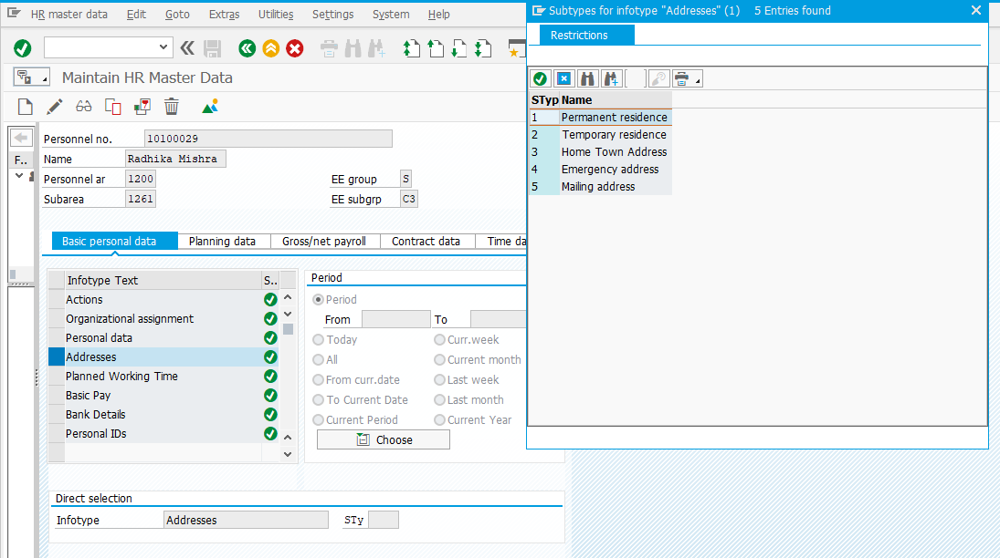 HR master data Edit Goto Extras Utilities Settings System Help
Maintain HR Master Data
Personnel no. 10100029
F..
Name Radhika Mishra
Personnel ar 1200 EE group S
Subarea 1261 EE subgrp C3
Basic personal data Planning data Gross/net payroll Contract data Time da
Infotype Text S..
Actions
Organizational assignment
Personal data
Addresses
Planned Working Time
Basic Pay
Bank Details
Personal IDs
Period
Period
From To
Today Curr.week
All Current month
From curr.date Last week
To Current Date Last month
Current Period Current Year
Choose
Direct selection
Infotype Addresses STy
Subtypes for infotype "Addresses" (1) 5 Entries found
Restrictions
STyp Name
1 Permanent residence
2 Temporary residence
3 Home Town Address
4 Emergency address
5 Mailing address